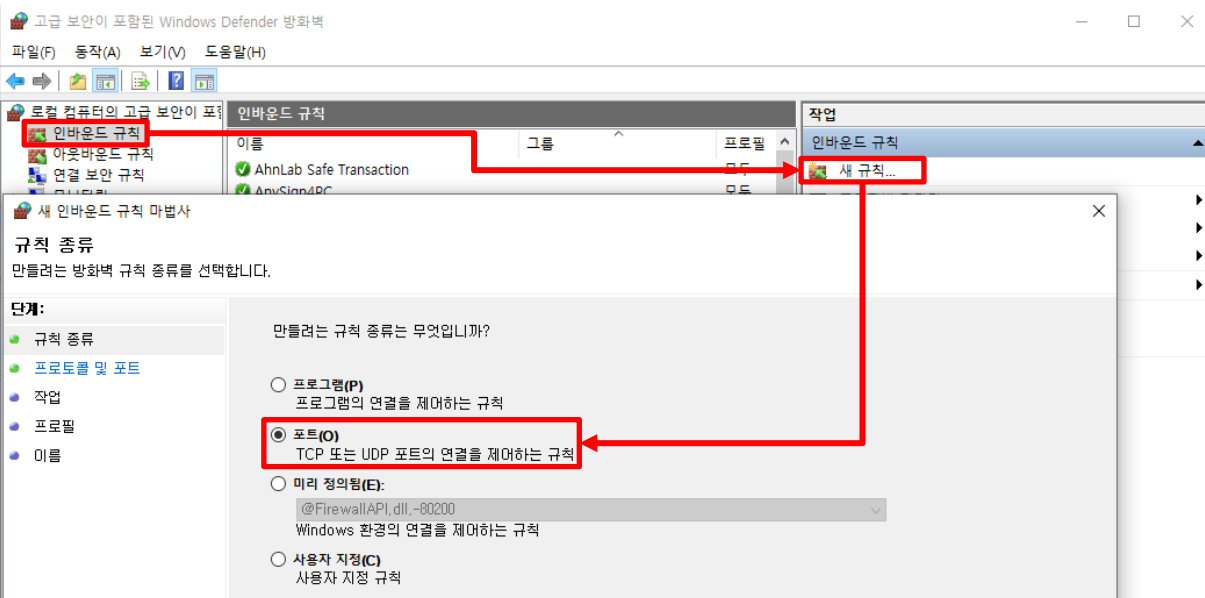 고급 보안이 포함된 Windows Defender 방화벽
파일(F) 동작(A) 보기(V) 도움말(H)
로컬 컴퓨터의 고급 보안이 포함
인바운드 규칙
아웃바운드 규칙
연결 보안 규칙
인바운드 규칙
이름 그룹 프로필
AhnLab Safe Transaction 모두
AnySign4PC 모두
작업
인바운드 규칙
새 규칙...
새 인바운드 규칙 마법사
규칙 종류
만들려는 방화벽 규칙 종류를 선택합니다.
단계:
규칙 종류
프로토콜 및 포트
작업
프로필
이름
만들려는 규칙 종류는 무엇입니까?
프로그램(P)
프로그램의 연결을 제어하는 규칙
포트(O)
TCP 또는 UDP 포트의 연결을 제어하는 규칙
미리 정의됨(E):
@FirewallAPI.dll,-80200
Windows 환경의 연결을 제어하는 규칙
사용자 지정(C)
사용자 지정 규칙